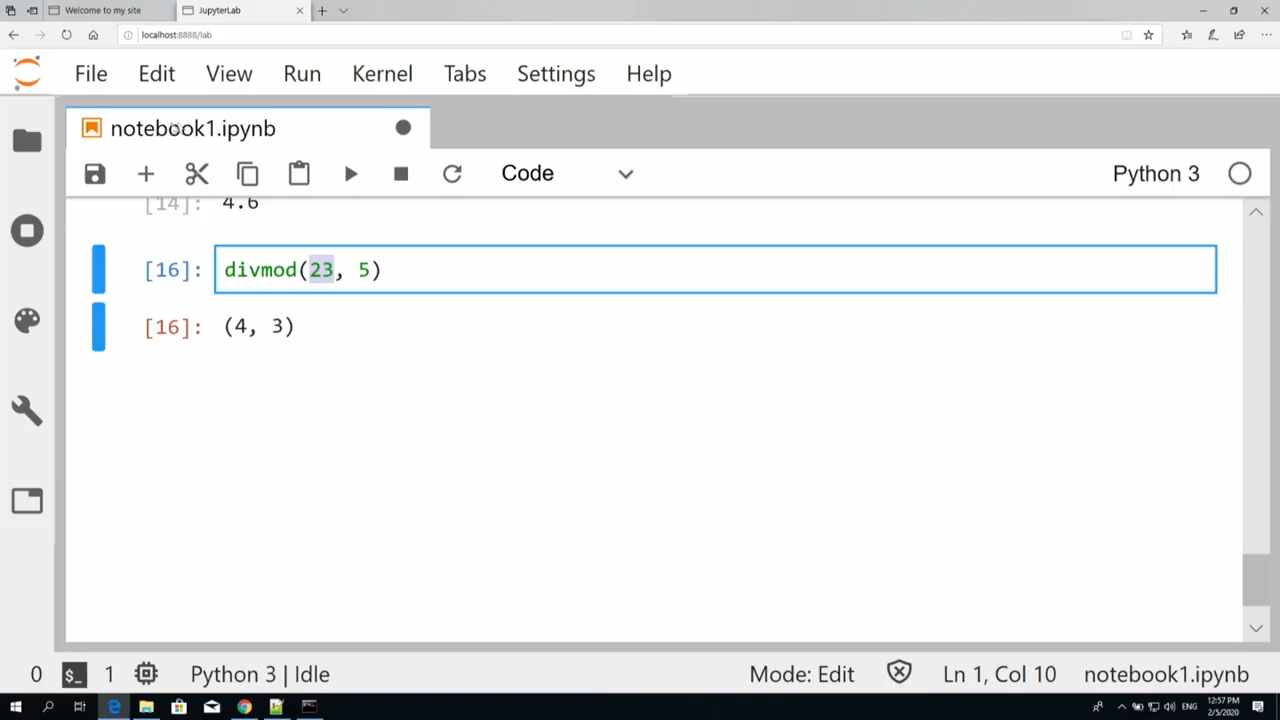 Welcome to my site
JupyterLab
localhost:8888/lab
File Edit View Run Kernel Tabs Settings Help
notebook1.ipynb
Code
Python 3
[14]: 4.6
[16]: divmod(23, 5)
[16]: (4, 3)
0 $_ 1 Python 3 | Idle Mode: Edit Ln 1, Col 10 notebook1.ipynb
ENG
12:57 PM
2/5/2020